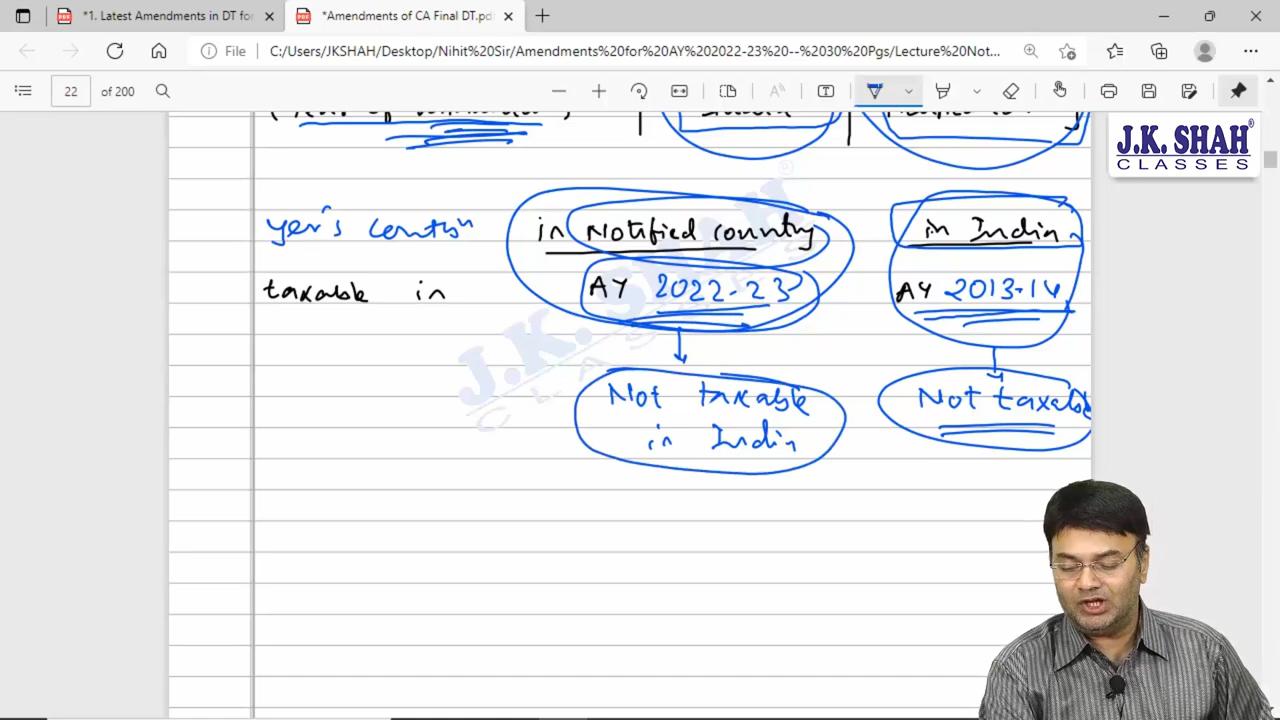 *1. Latest Amendments in DT for
*Amendments of CA Final DT.pdf
File
C:/Users/JKSHAH/Desktop/Nihit%20Sir/Amendments%20for%20AY%202022-23%20--%2030%20Pgs/Lecture%20Not...
22 of 200
J.K. SHAH
CLASSES
in Notified country
in India
taxable in
AY 2022-23
AY 2013-14
Not taxable
in India
Not taxable
J.K. SHAH
CLASSES